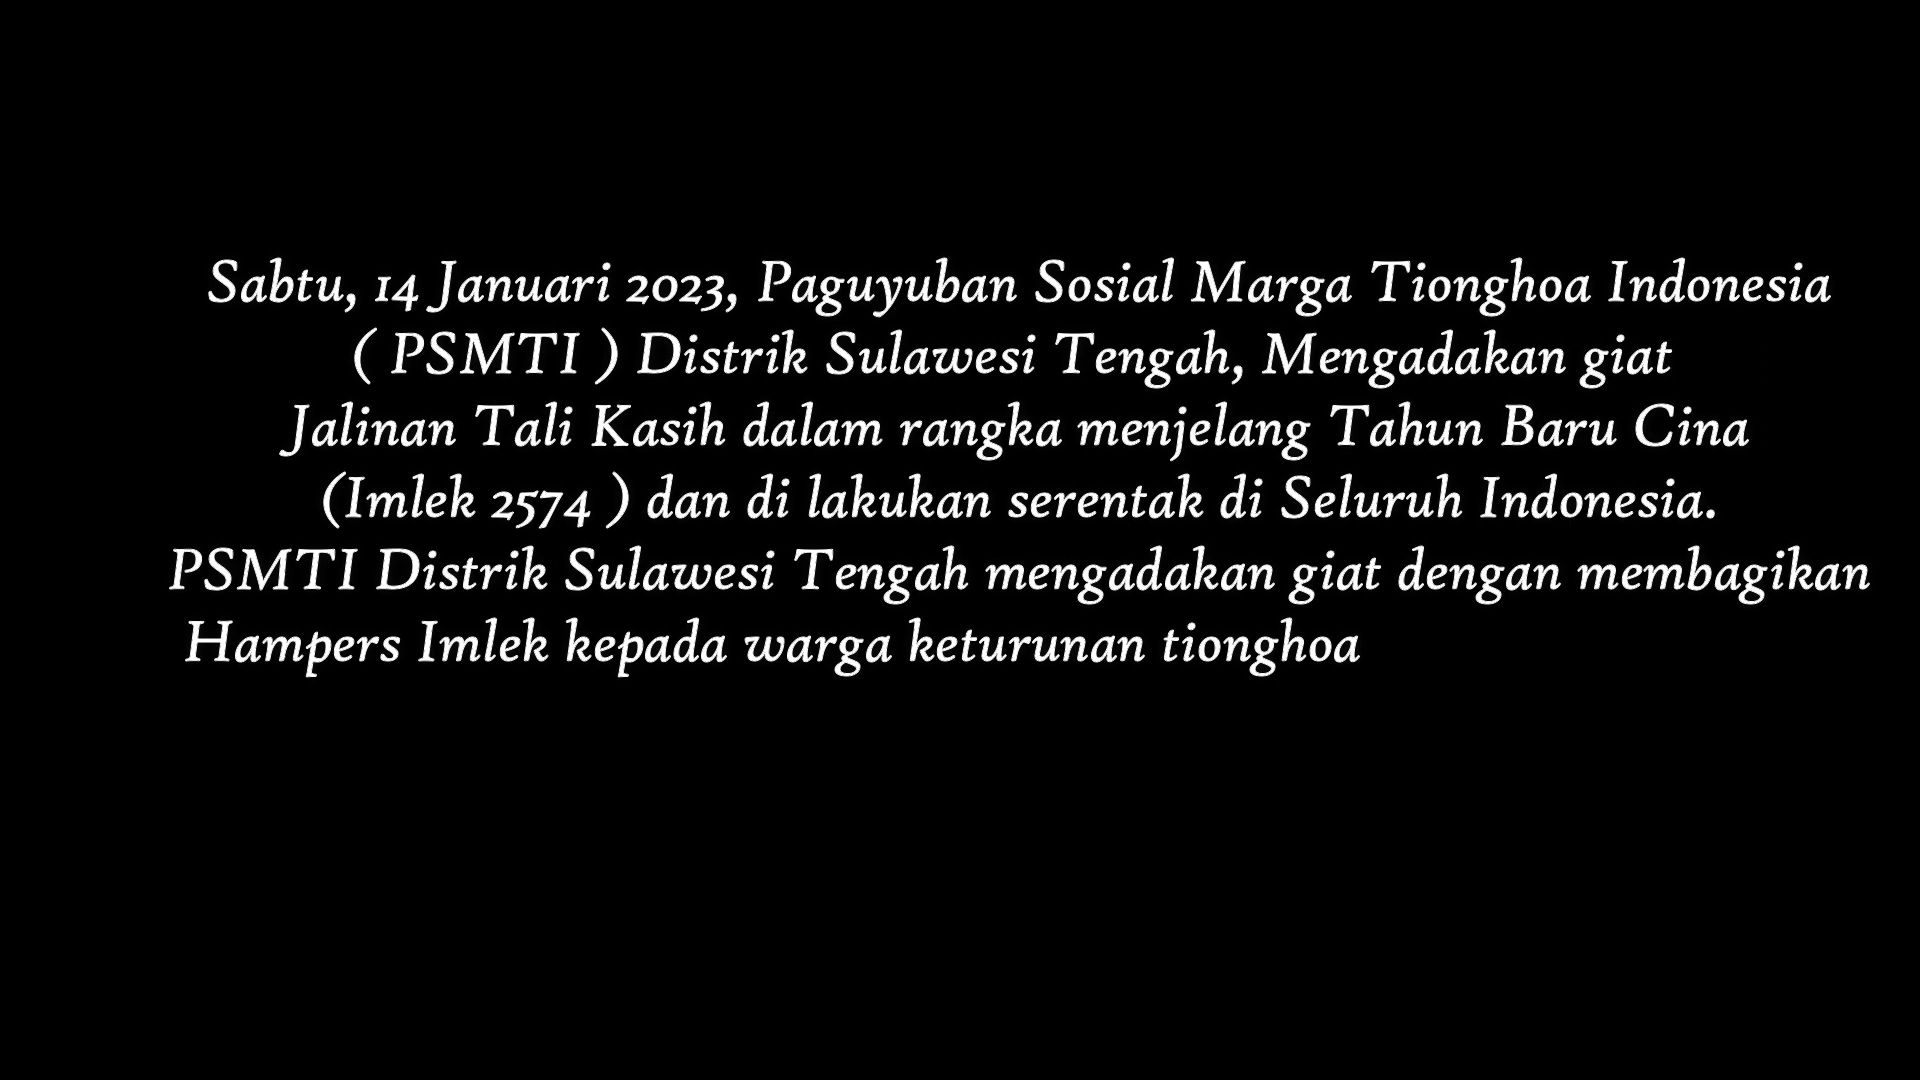 Sabtu, 14 Januari 2023, Paguyuban Sosial Marga Tionghoa Indonesia
( PSMTI ) Distrik Sulawesi Tengah, Mengadakan giat
Jalinan Tali Kasih dalam rangka menjelang Tahun Baru Cina
(Imlek 2574 ) dan di lakukan serentak di Seluruh Indonesia.
PSMTI Distrik Sulawesi Tengah mengadakan giat dengan membagikan
Hampers Imlek kepada warga keturunan tionghoa